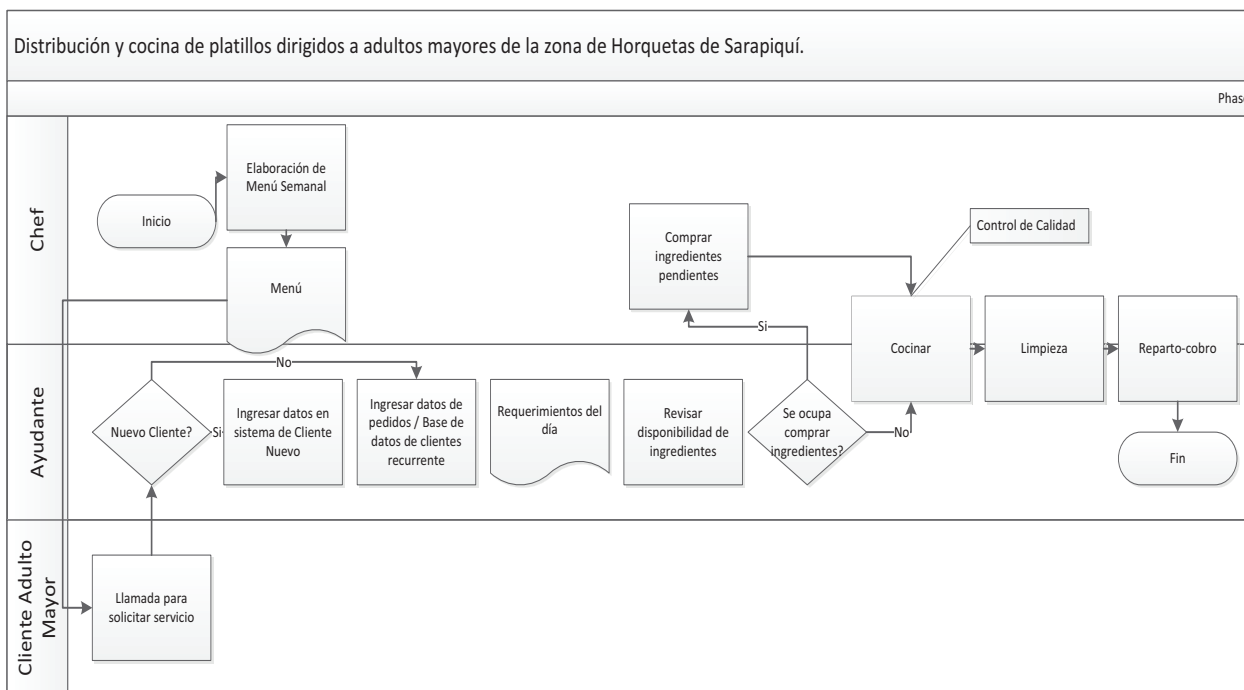 Distribución y cocina de platillos dirigidos a adultos mayores de la zona de Horquetas de Sarapiquí.
Phase
Chef
Inicio
Elaboración de
Menú Semanal
Menú
Comprar
ingredientes
pendientes
Control de Calidad
Si
Cocinar
Limpieza
Reparto-cobro
Ayudante
No
Nuevo Cliente?
Si
Ingresar datos en
sistema de Cliente
Nuevo
Ingresar datos de
pedidos / Base de
datos de clientes
recurrente
Requerimientos del
día
Revisar
disponibilidad de
ingredientes
Se ocupa
comprar
ingredientes?
No
Fin
Cliente Adulto
Mayor
Llamada para
solicitar servicio